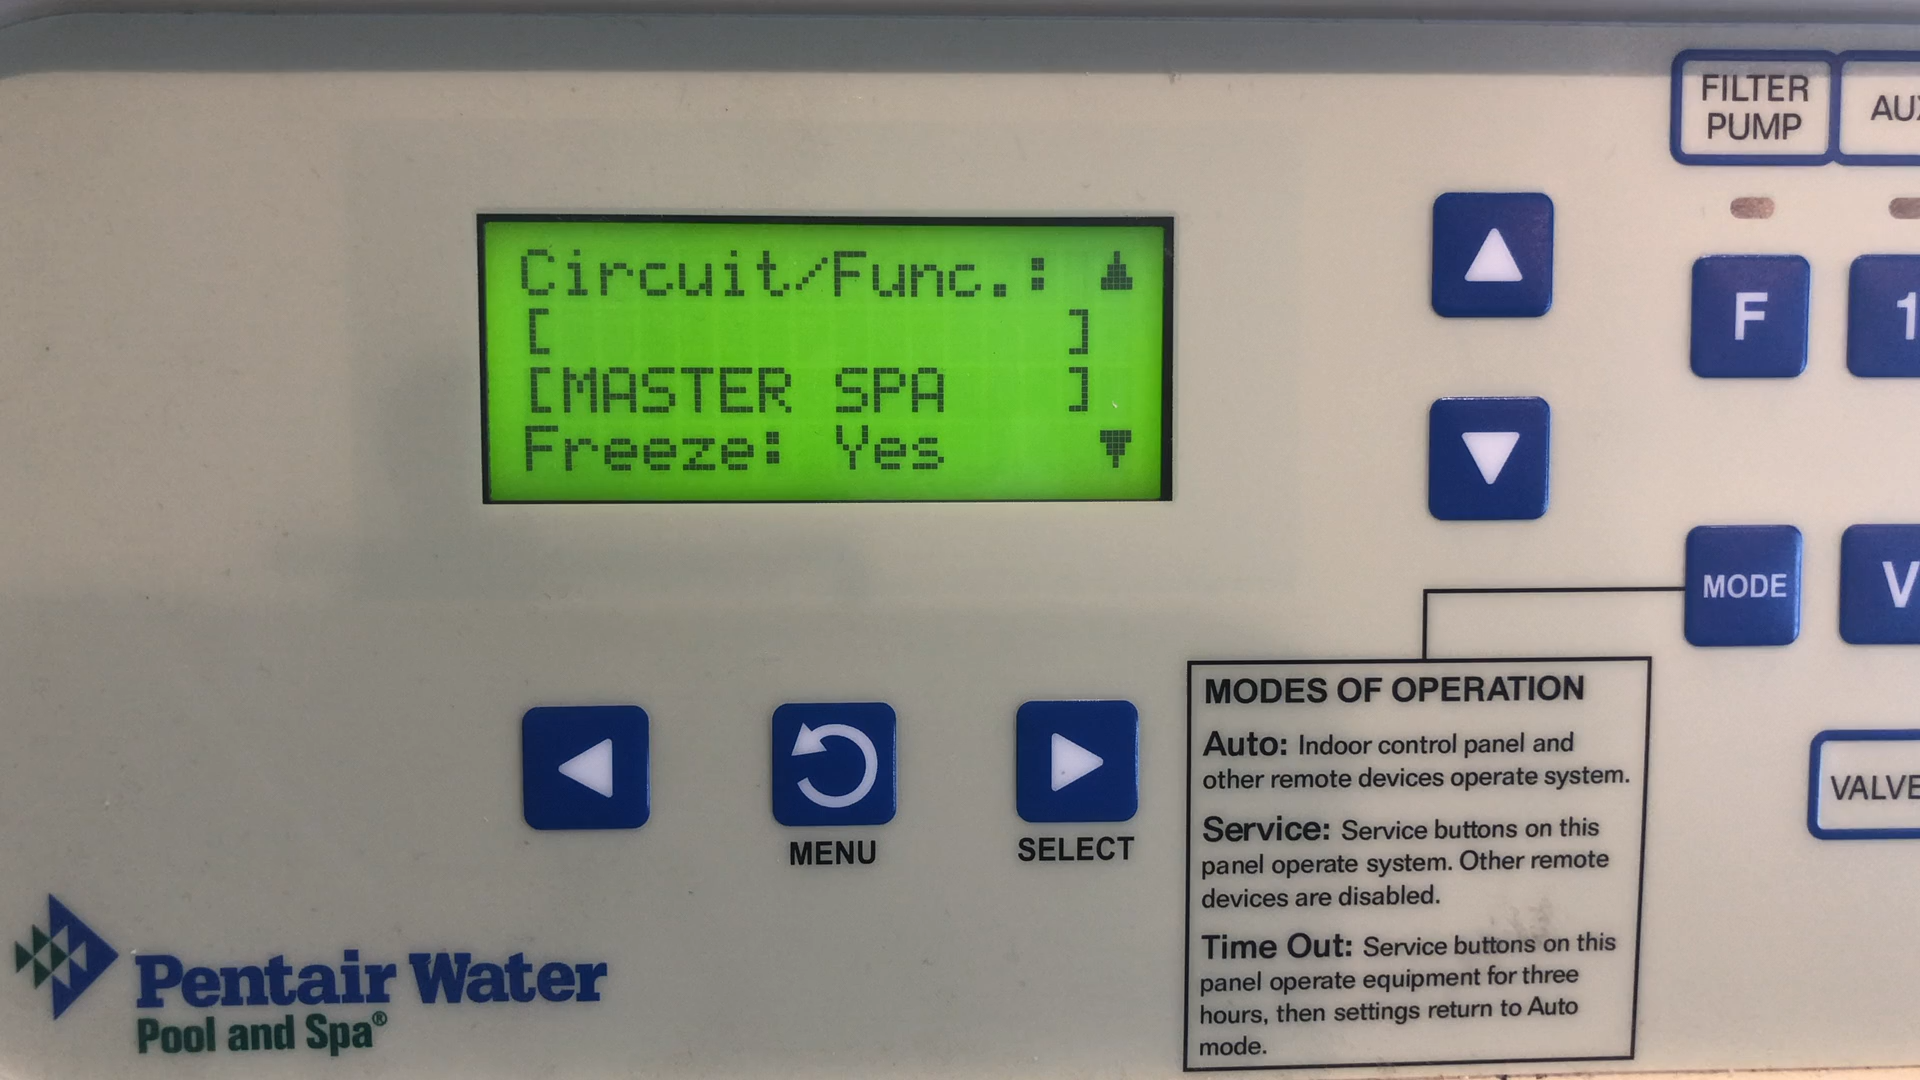 Circuit/Func.: ▲
[ ]
[MASTER SPA ]
Freeze: Yes ▼
FILTER
PUMP
F
1
MODE
V
MODES OF OPERATION
Auto: Indoor control panel and
other remote devices operate system.
Service: Service buttons on this
panel operate system. Other remote
devices are disabled.
Time Out: Service buttons on this
panel operate equipment for three
hours, then settings return to Auto
mode.
MENU
SELECT
Pentair Water
Pool and Spa®